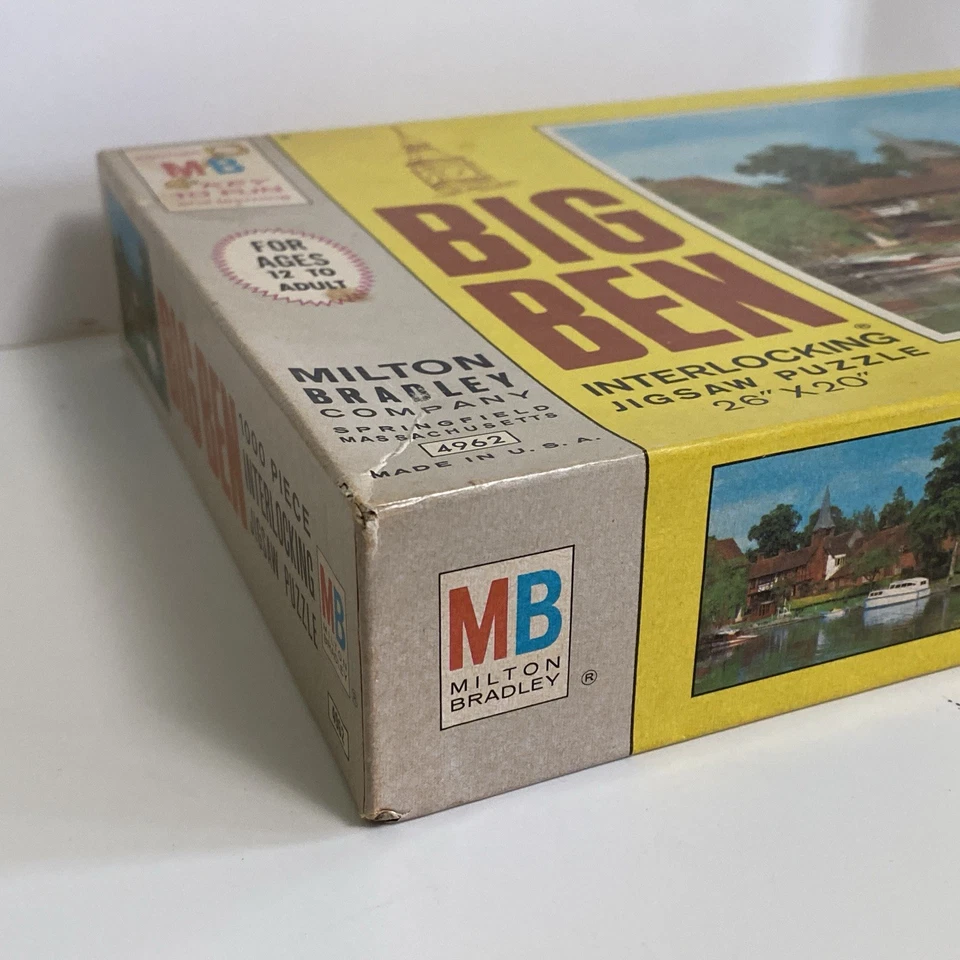 MB
FOR
AGES
12 TO
ADULT
MILTON
BRADLEY
COMPANY
SPRINGFIELD
MASSACHUSETTS
4962
MADE IN U. S. A.
BIG
BEN
INTERLOCKING®
JIGSAW PUZZLE
26" X 20"
BIG BEN
1000 PIECE
INTERLOCKING
JIGSAW PUZZLE
MB
MB
MILTON
BRADLEY ®